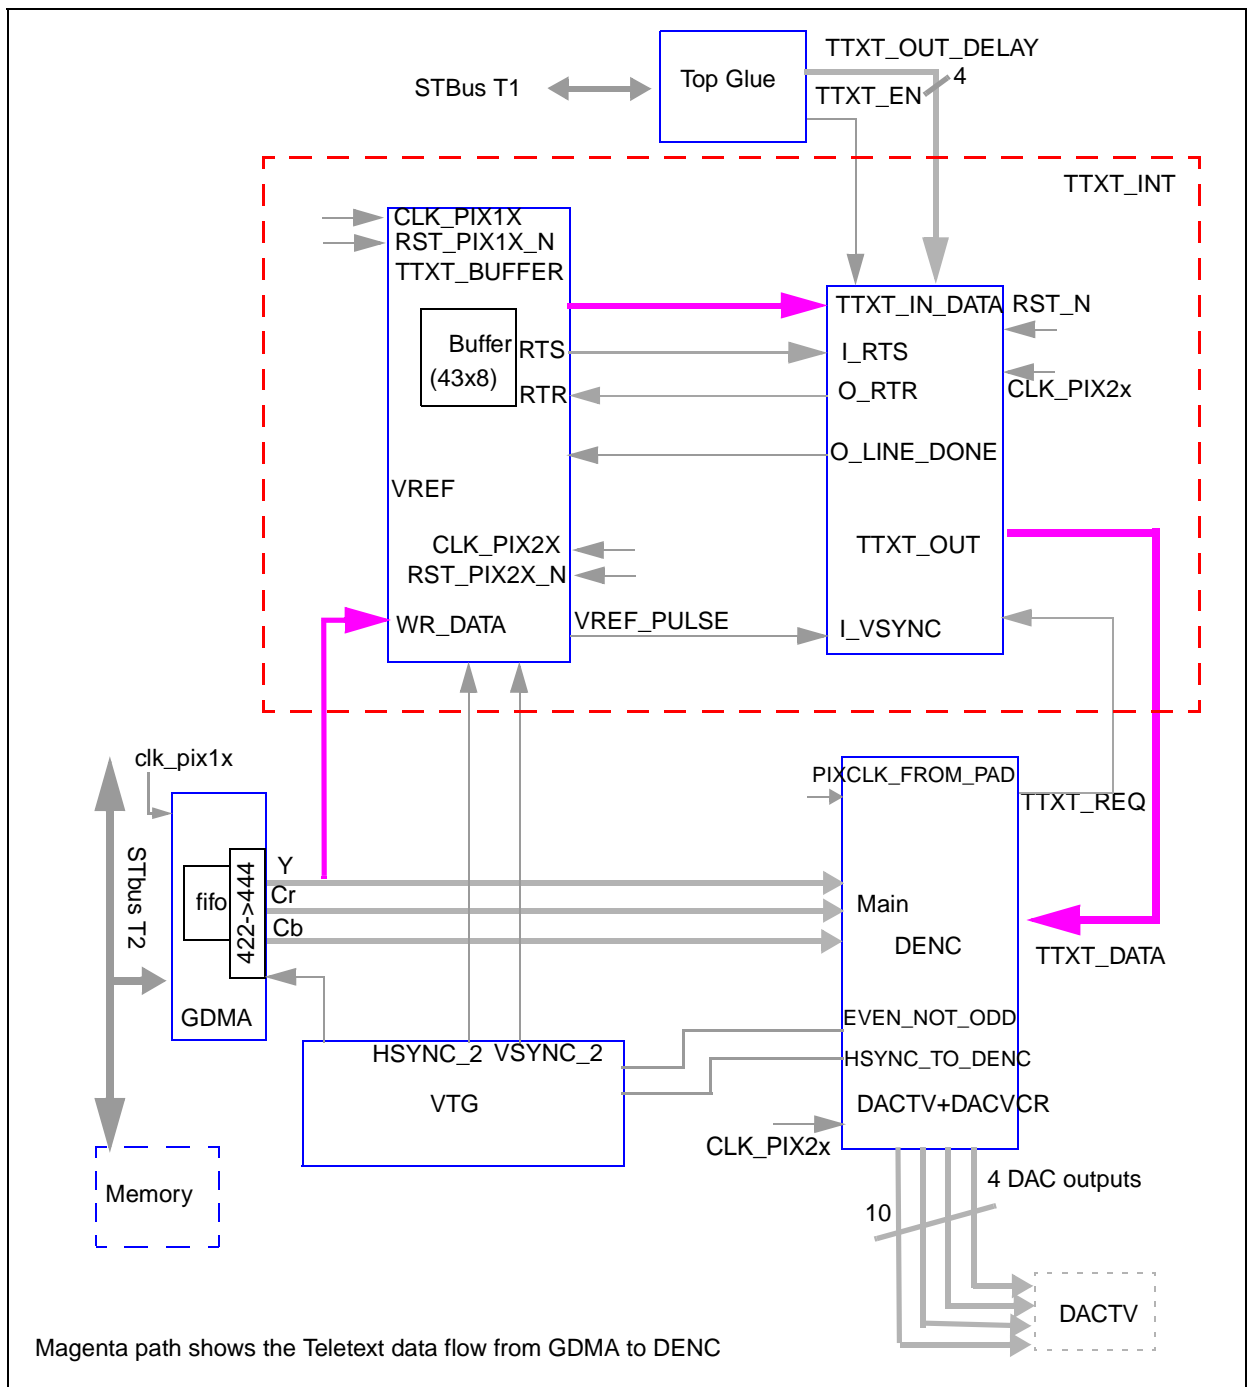 TTXT_OUT_DELAY
4
Top Glue
STBus T1
TTXT_EN
TTXT_INT
CLK_PIX1X
RST_PIX1X_N
TTXT_BUFFER
Buffer
(43x8)
RTS
RTR
VREF
CLK_PIX2X
RST_PIX2X_N
WR_DATA
VREF_PULSE
TTXT_IN_DATA
RST_N
I_RTS
O_RTR
CLK_PIX2x
O_LINE_DONE
TTXT_OUT
I_VSYNC
clk_pix1x
STbus T2
fifo
422->444
GDMA
Y
Cr
Cb
PIXCLK_FROM_PAD
TTXT_REQ
Main
DENC
TTXT_DATA
EVEN_NOT_ODD
HSYNC_TO_DENC
DACTV+DACVCR
HSYNC_2
VSYNC_2
VTG
CLK_PIX2x
Memory
4 DAC outputs
10
DACTV
Magenta path shows the Teletext data flow from GDMA to DENC